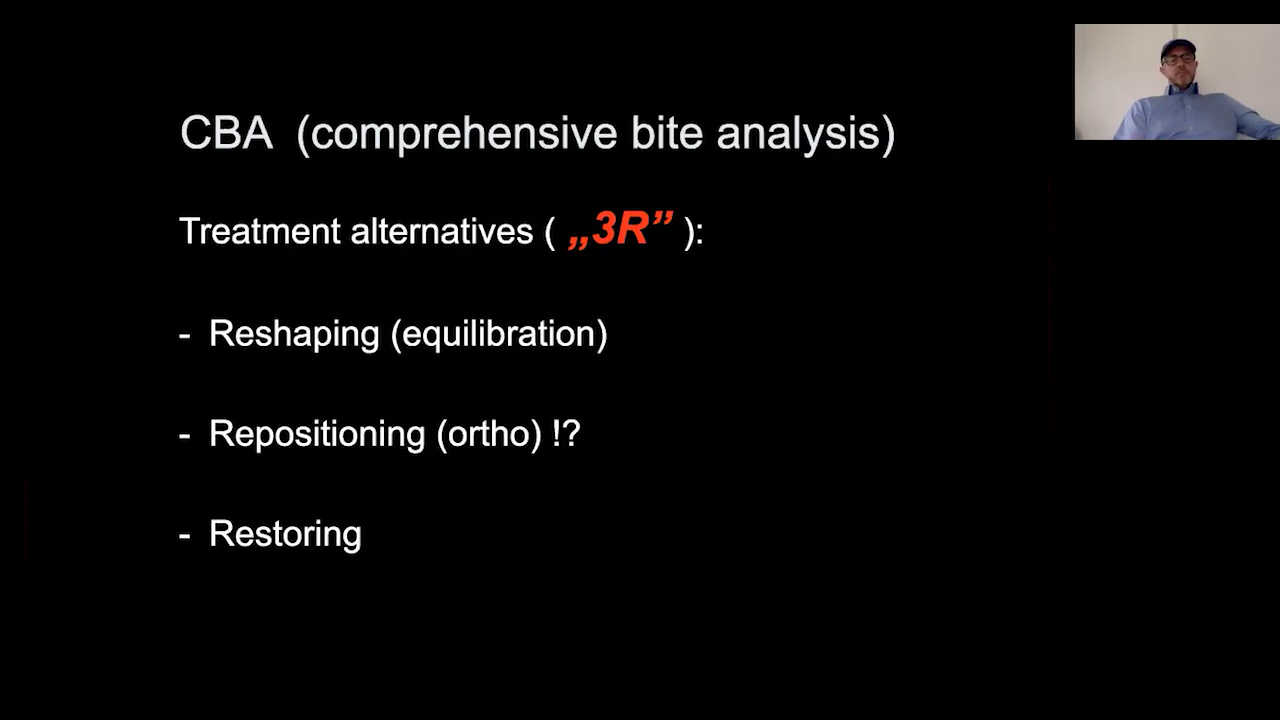 CBA (comprehensive bite analysis)
Treatment alternatives ( „3R” ):
- Reshaping (equilibration)
- Repositioning (ortho) !?
- Restoring